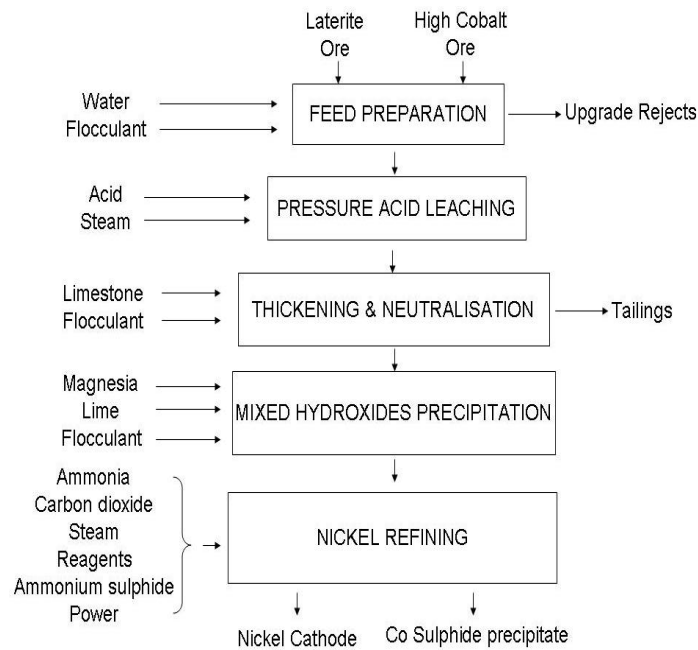 Laterite
Ore
High Cobalt
Ore
Water
Flocculant
FEED PREPARATION
Upgrade Rejects
Acid
Steam
PRESSURE ACID LEACHING
Limestone
Flocculant
THICKENING & NEUTRALISATION
Tailings
Magnesia
Lime
Flocculant
MIXED HYDROXIDES PRECIPITATION
Ammonia
Carbon dioxide
Steam
Reagents
Ammonium sulphide
Power
NICKEL REFINING
Nickel Cathode
Co Sulphide precipitate